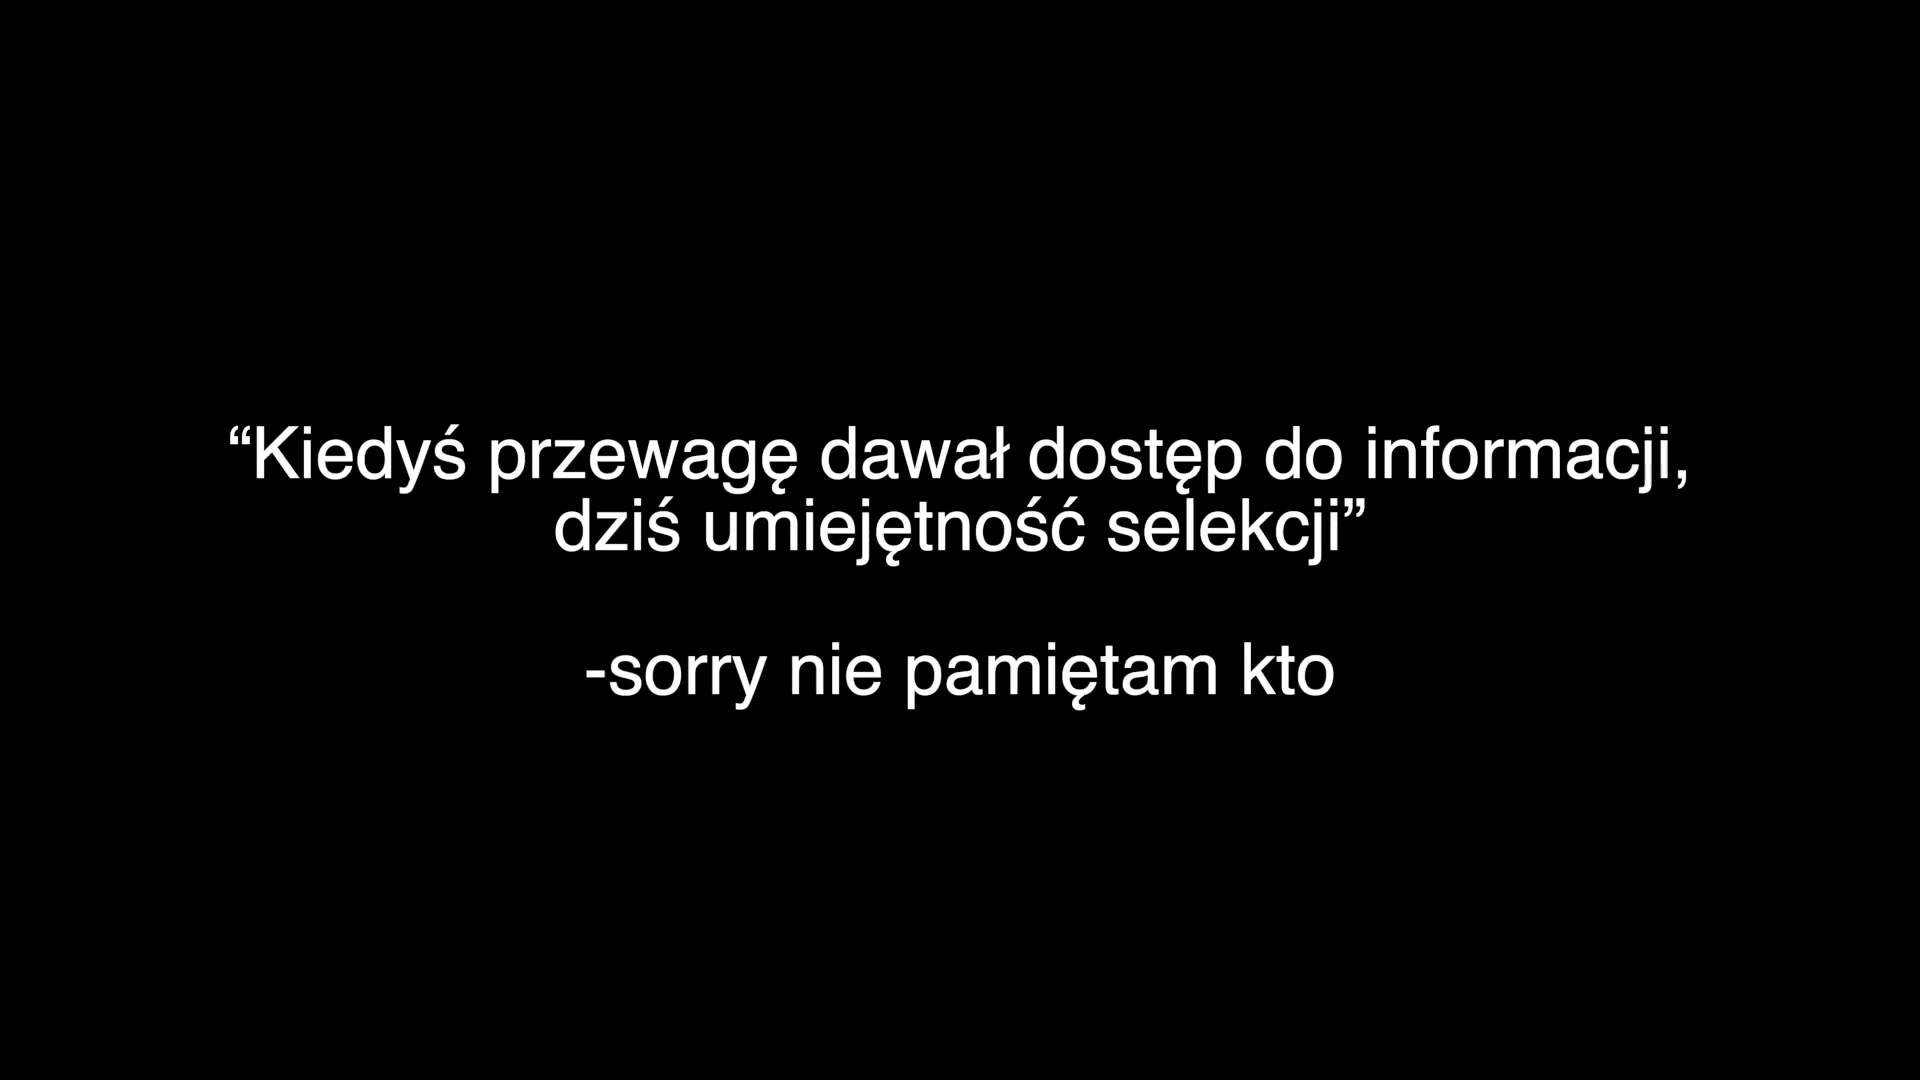 “Kiedyś przewagę dawał dostęp do informacji,
dziś umiejętność selekcji”
-sorry nie pamiętam kto